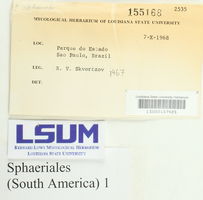 155168
2535
MYCOLOGICAL HERBARIUM OF LOUISIANA STATE UNIVERSITY
7-X-1968
LOC: Parque do Estado
Sao Paulo, Brazil
LEG: B. V. Skvortzov
1967
LSUM
BERNARD LOWY MYCOLOGICAL HERBARIUM
LOUISIANA STATE UNIVERSITY
Sphaeriales
(South America) 1